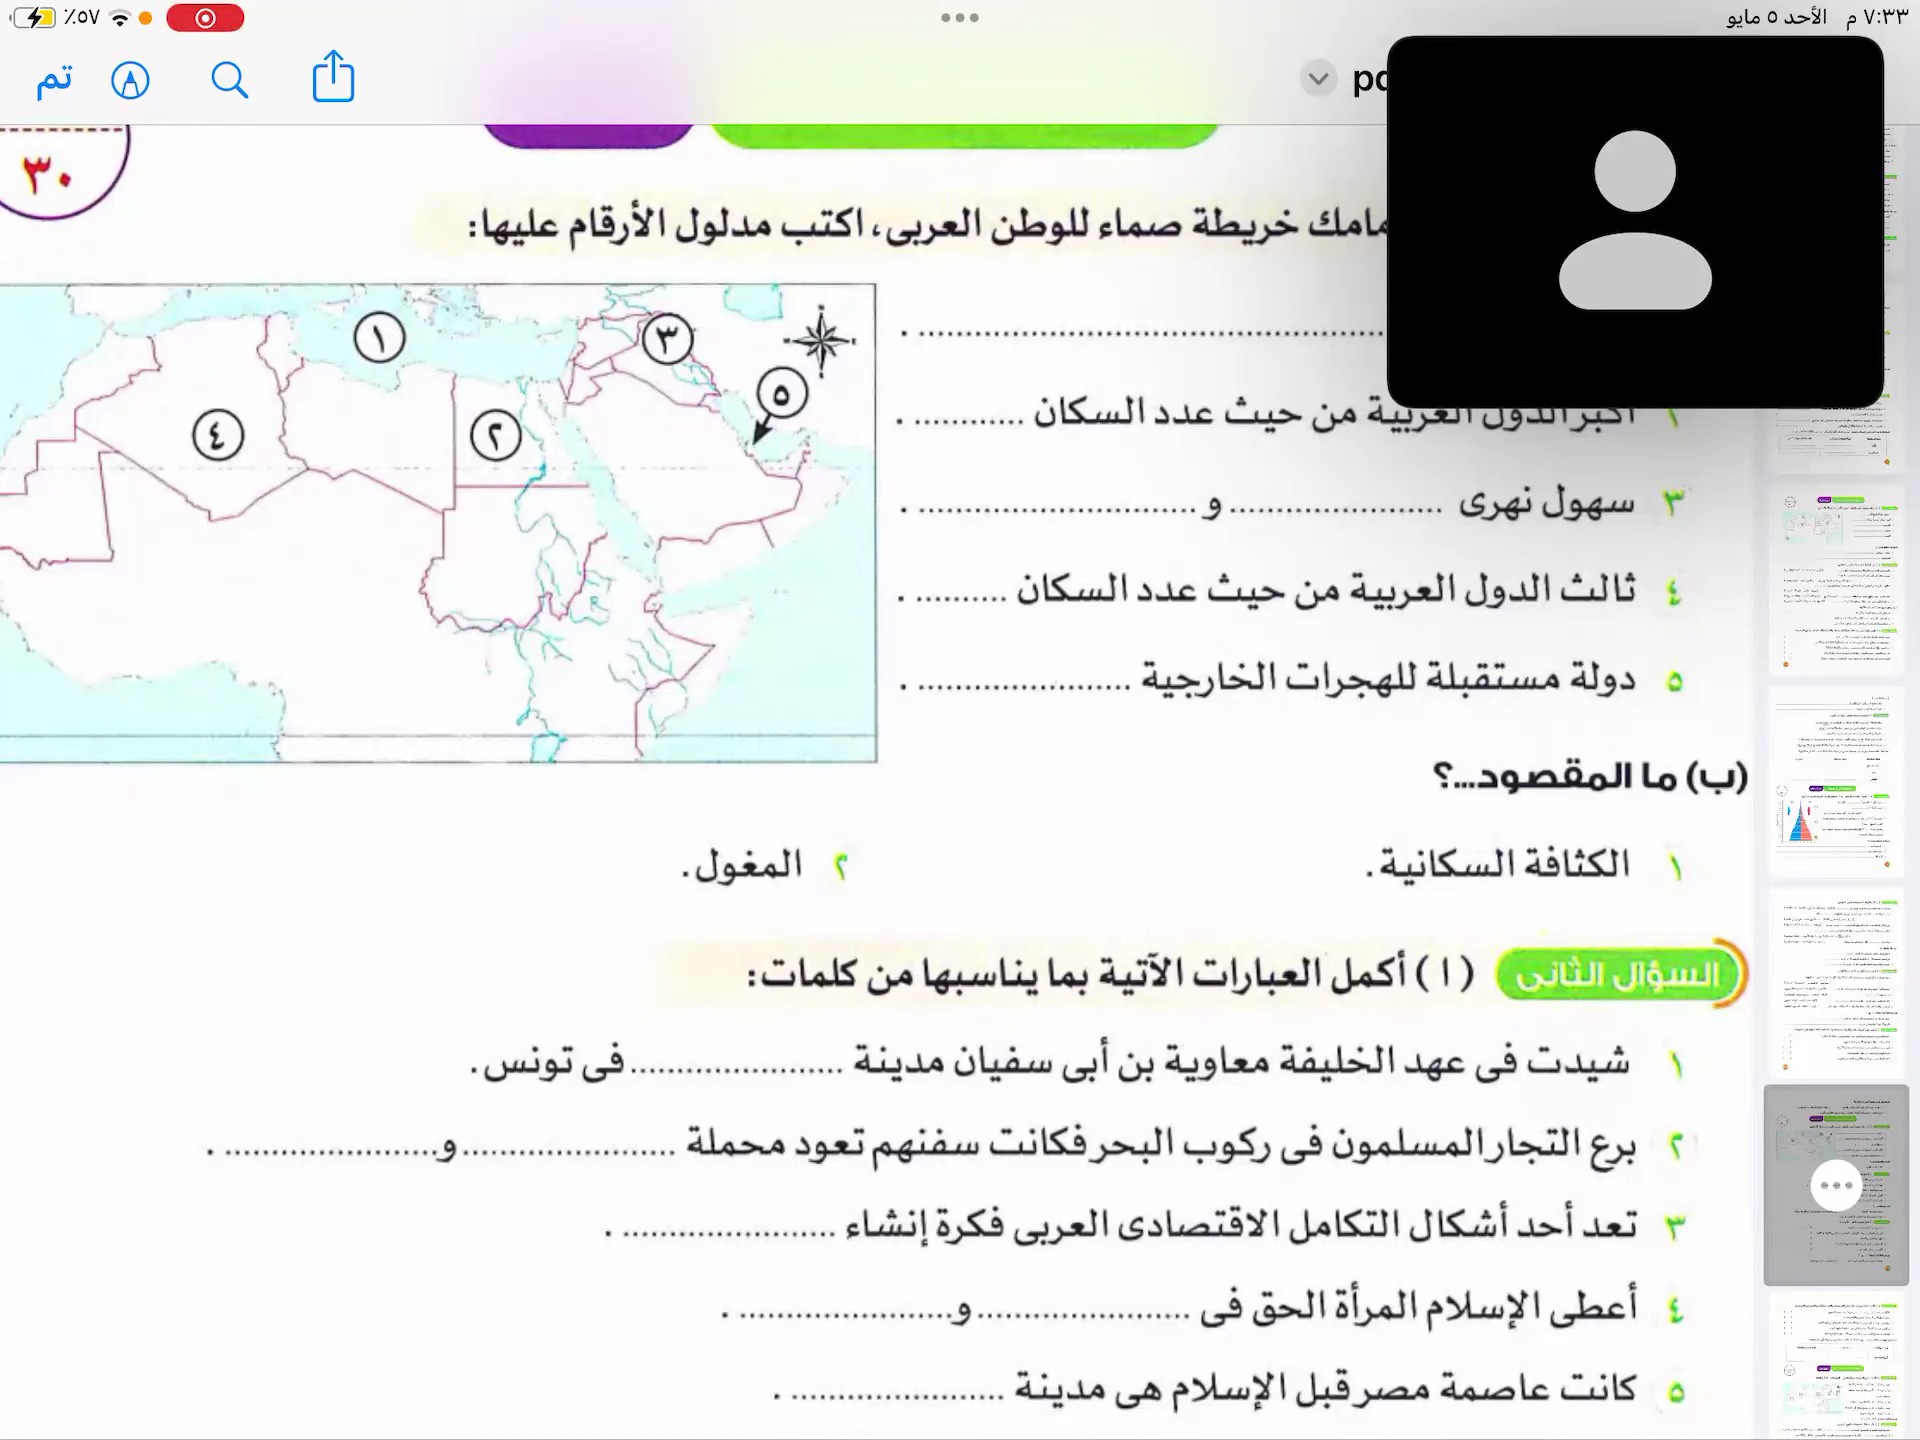 ٧:٣٣ م الأحد ٥ مايو
٪٥٧
تم
٣٠
مامك خريطة صماء للوطن العربى، اكتب مدلول الأرقام عليها:
................................................ .
أكبر الدول العربية من حيث عدد السكان ............ .
٣ سهول نهرى ..................... و .................................. .
٤ ثالث الدول العربية من حيث عدد السكان .......... .
٥ دولة مستقبلة للهجرات الخارجية ....................... .
١
٢
٣
٤
٥
(ب) ما المقصود...؟
١ الكثافة السكانية.
٢ المغول.
السؤال الثانى (١) أكمل العبارات الآتية بما يناسبها من كلمات:
١ شيدت فى عهد الخليفة معاوية بن أبى سفيان مدينة ....................... فى تونس.
٢ برع التجار المسلمون فى ركوب البحر فكانت سفنهم تعود محملة ....................... و ....................... .
٣ تعد أحد أشكال التكامل الاقتصادى العربى فكرة إنشاء ....................... .
٤ أعطى الإسلام المرأة الحق فى ....................... و ....................... .
٥ كانت عاصمة مصر قبل الإسلام هى مدينة ....................... .